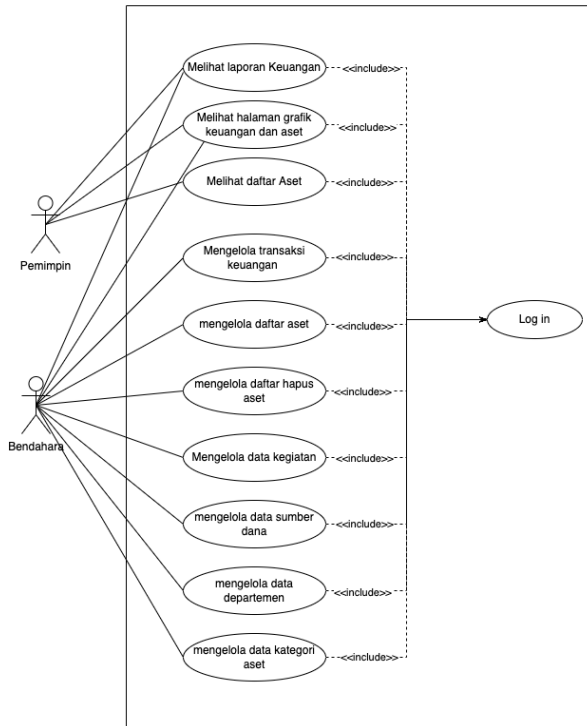 Melihat laporan Keuangan
<<include>>
Melihat halaman grafik
keuangan dan aset
<<include>>
Melihat daftar Aset
<<include>>
Pemimpin
Mengelola transaksi
keuangan
<<include>>
mengelola daftar aset
<<include>>
Log in
mengelola daftar hapus
aset
<<include>>
Bendahara
Mengelola data kegiatan
<<include>>
mengelola data sumber
dana
<<include>>
mengelola data
departemen
<<include>>
mengelola data kategori
aset
<<include>>